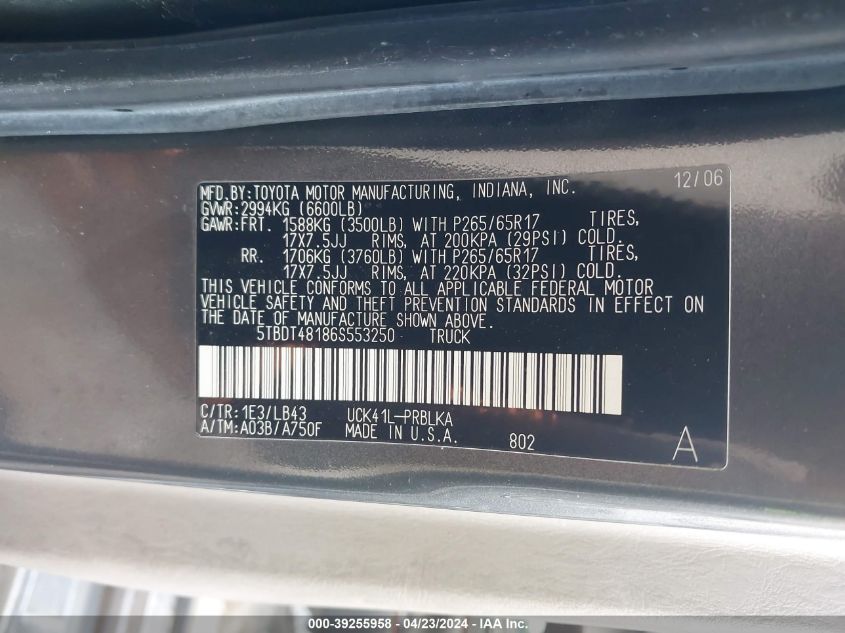 12/06
MFD.BY:TOYOTA MOTOR MANUFACTURING, INDIANA, INC.
GVWR:2994KG (6600LB)
GAWR:FRT. 1588KG (3500LB) WITH P265/65R17 TIRES,
17X7.5JJ RIMS, AT 200KPA (29PSI) COLD.
RR. 1706KG (3760LB) WITH P265/65R17 TIRES,
17X7.5JJ RIMS, AT 220KPA (32PSI) COLD.
THIS VEHICLE CONFORMS TO ALL APPLICABLE FEDERAL MOTOR
VEHICLE SAFETY AND THEFT PREVENTION STANDARDS IN EFFECT ON
THE DATE OF MANUFACTURE SHOWN ABOVE.
5TBDT48186S553250 TRUCK
C/TR:1E3/LB43 UCK41L-PRBLKA
A/TM:A03B/A750F MADE IN U.S.A. 802 A
000-39255958 - 04/23/2024 - IAA Inc.